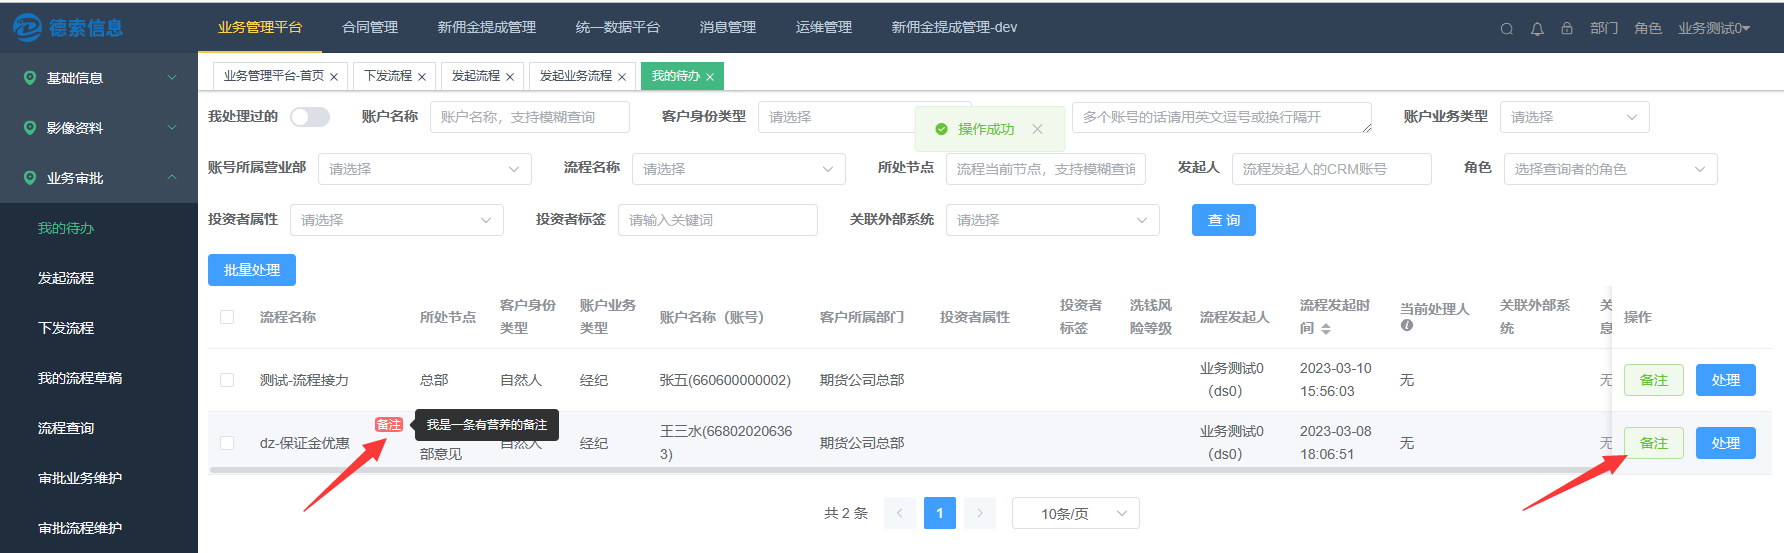 德索信息
业务管理平台 合同管理 新佣金提成管理 统一数据平台 消息管理 运维管理 新佣金提成管理-dev 部门 角色 业务测试0
基础信息
影像资料
业务审批
我的待办
发起流程
下发流程
我的流程草稿
流程查询
审批业务维护
审批流程维护
业务管理平台-首页 × 下发流程 × 发起流程 × 发起业务流程 × 我的待办 ×
我处理过的 账户名称 账户名称，支持模糊查询 客户身份类型 请选择 多个账号的话请用英文逗号或换行隔开 账户业务类型 请选择
操作成功 ×
账号所属营业部 请选择 流程名称 请选择 所处节点 流程当前节点，支持模糊查询 发起人 流程发起人的CRM账号 角色 选择查询者的角色
投资者属性 请选择 投资者标签 请输入关键词 关联外部系统 请选择 查询
批量处理
流程名称 所处节点 客户身份类型 账户业务类型 账户名称（账号） 客户所属部门 投资者属性 投资者标签 洗钱风险等级 流程发起人 流程发起时间 当前处理人 关联外部系统 操作
测试-流程接力 总部 自然人 经纪 张五(660600000002) 期货公司总部 业务测试0（ds0） 2023-03-10 15:56:03 无 无 备注 处理
备注 我是一条有营养的备注
dz-保证金优惠 部意见 自然人 经纪 王三水(668020206363) 期货公司总部 业务测试0（ds0） 2023-03-08 18:06:51 无 无 备注 处理
共 2 条 < 1 > 10条/页